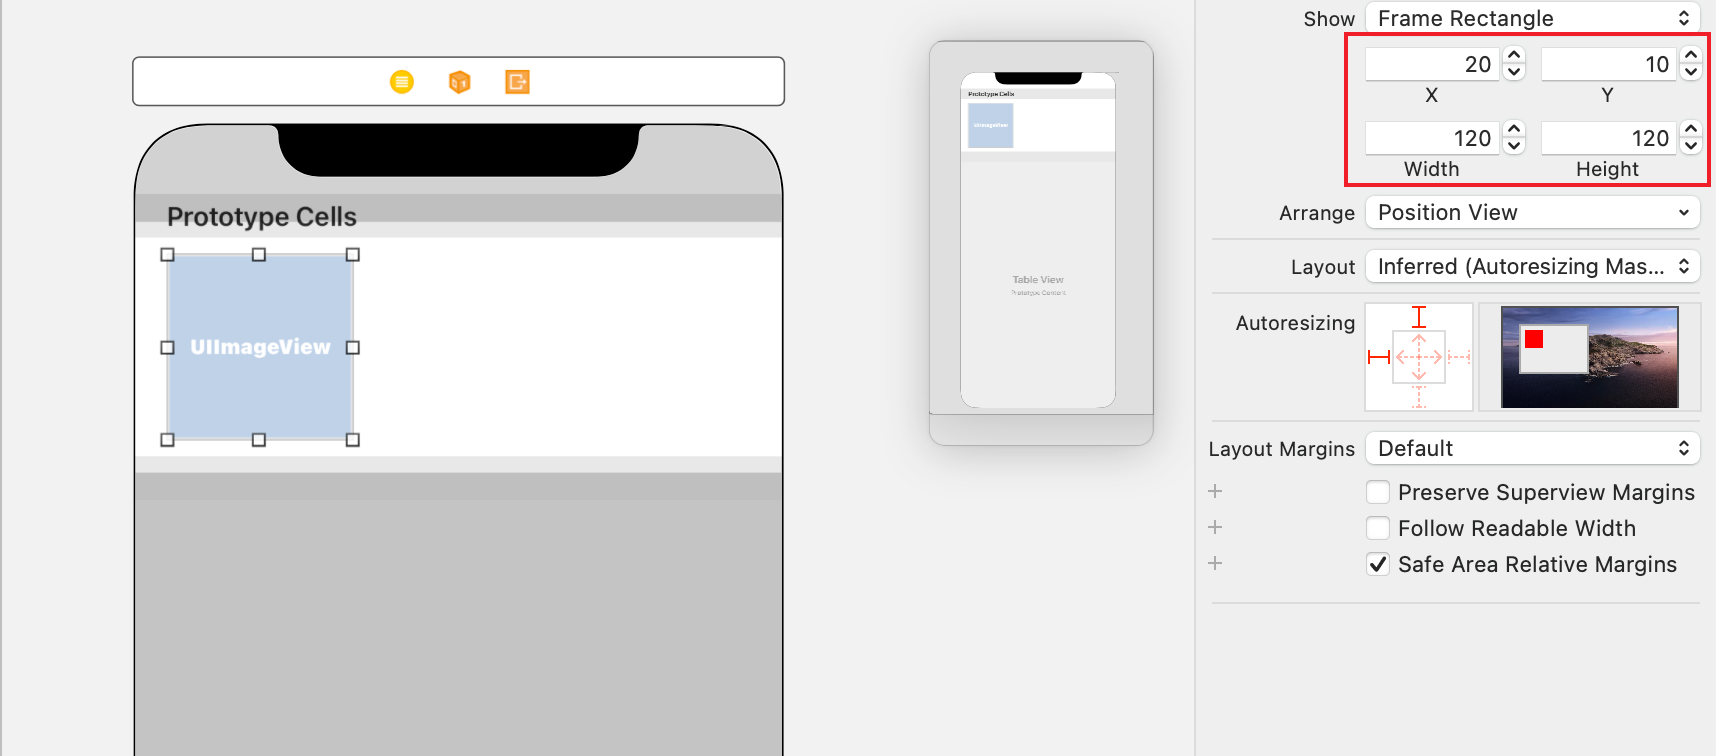 Show Frame Rectangle
20 10
X Y
120 120
Width Height
Arrange Position View
Layout Inferred (Autoresizing Mas...
Autoresizing
Layout Margins Default
Preserve Superview Margins
Follow Readable Width
Safe Area Relative Margins
Prototype Cells
UIImageView
Prototype Cells
UIImageView
Table View
Prototype Content